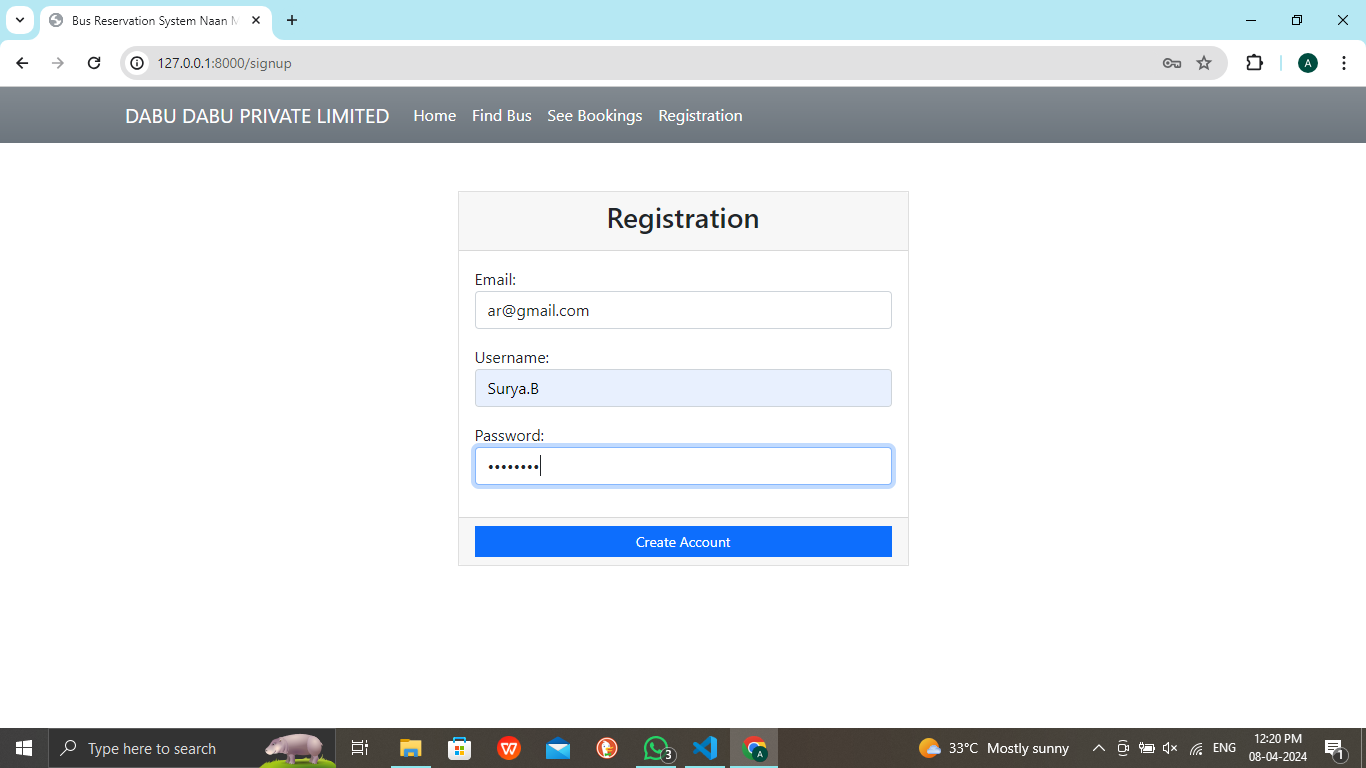 Bus Reservation System Naan M
127.0.0.1:8000/signup
A
DABU DABU PRIVATE LIMITED Home Find Bus See Bookings Registration
Registration
Email:
ar@gmail.com
Username:
Surya.B
Password:
••••••••
Create Account
Type here to search
W
3
A
33°C Mostly sunny
ENG
12:20 PM
08-04-2024
1